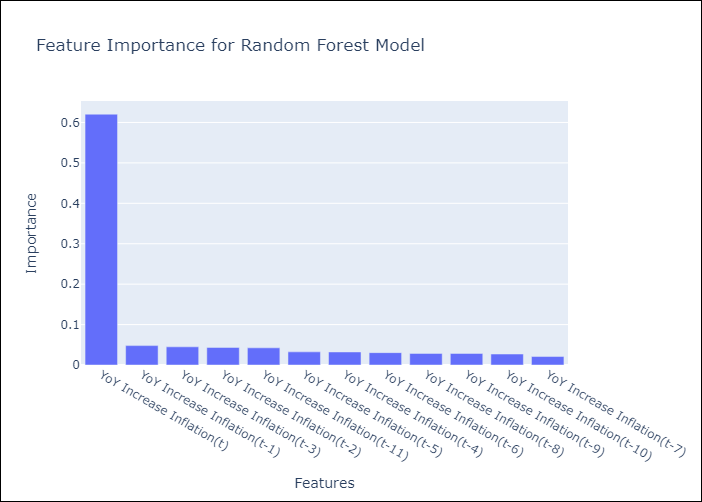 Feature Importance for Random Forest Model
Importance
0.6
0.5
0.4
0.3
0.2
0.1
0
YoY Increase Inflation(t)
YoY Increase Inflation(t-1)
YoY Increase Inflation(t-3)
YoY Increase Inflation(t-2)
YoY Increase Inflation(t-11)
YoY Increase Inflation(t-5)
YoY Increase Inflation(t-4)
YoY Increase Inflation(t-6)
YoY Increase Inflation(t-8)
YoY Increase Inflation(t-9)
YoY Increase Inflation(t-10)
YoY Increase Inflation(t-7)
Features